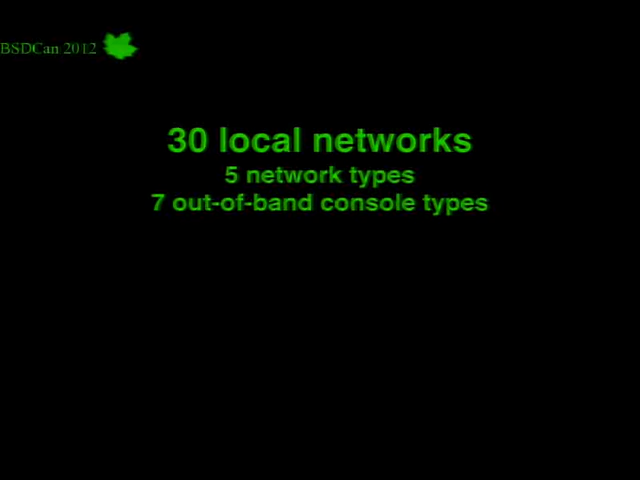 BSDCan 2012
30 local networks
5 network types
7 out-of-band console types